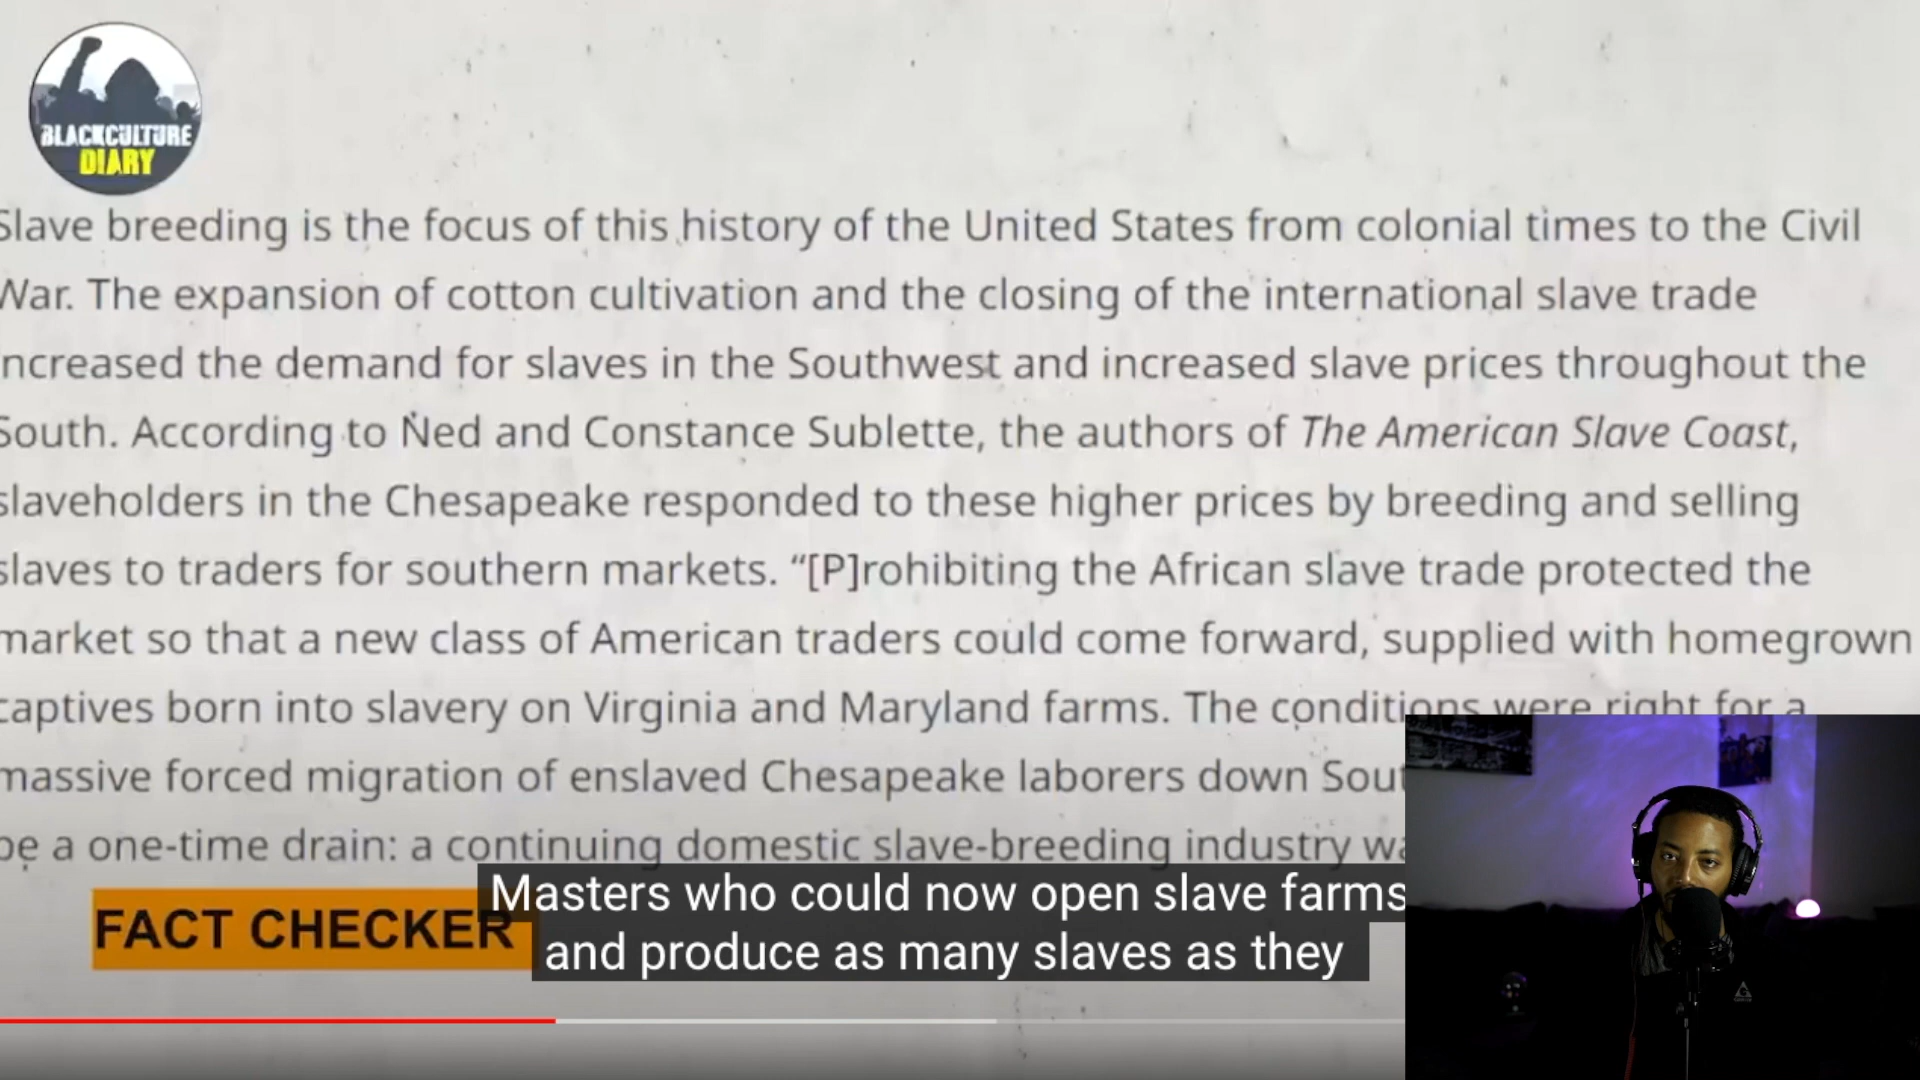 BLACKCULTURE
DIARY
Slave breeding is the focus of this history of the United States from colonial times to the Civil
War. The expansion of cotton cultivation and the closing of the international slave trade
increased the demand for slaves in the Southwest and increased slave prices throughout the
South. According to Ned and Constance Sublette, the authors of The American Slave Coast,
slaveholders in the Chesapeake responded to these higher prices by breeding and selling
slaves to traders for southern markets. “[P]rohibiting the African slave trade protected the
market so that a new class of American traders could come forward, supplied with homegrown
captives born into slavery on Virginia and Maryland farms. The conditions were right for a
massive forced migration of enslaved Chesapeake laborers down
be a one-time drain: a continuing domestic slave-breeding industry
FACT CHECKER
Masters who could now open slave farms
and produce as many slaves as they